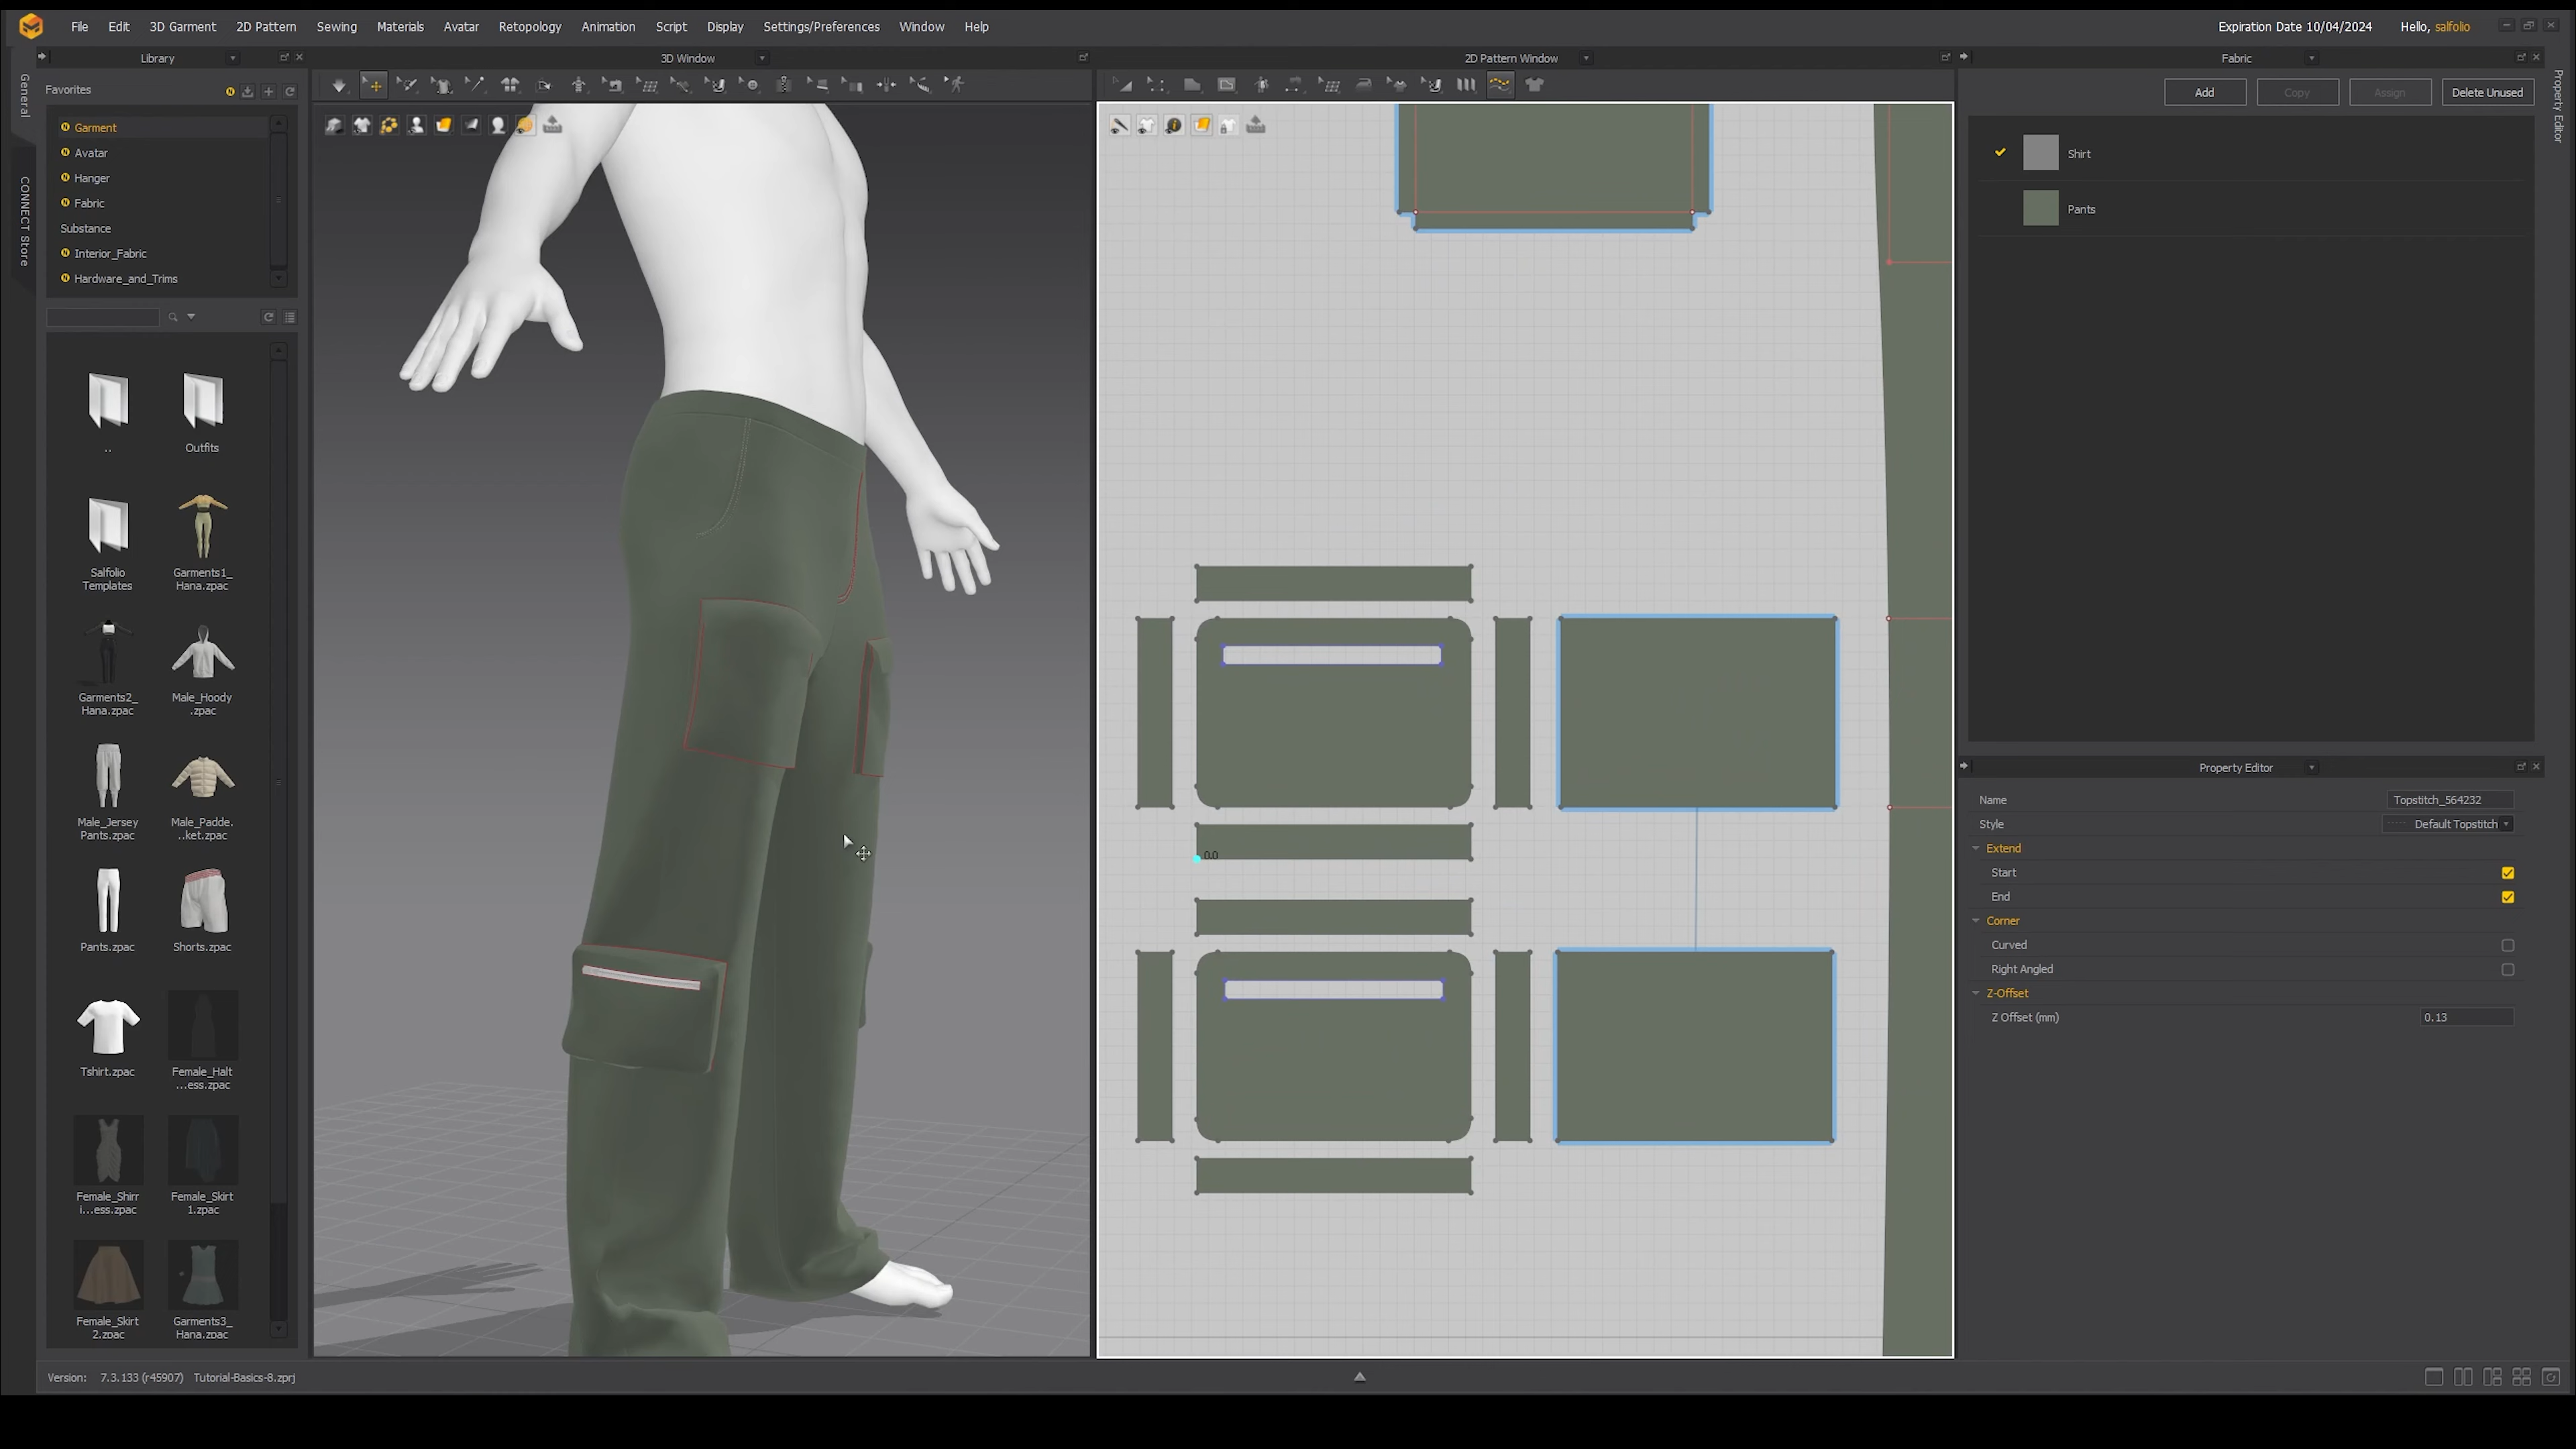 File Edit 3D Garment 2D Pattern Sewing Materials Avatar Retopology Animation Script Display Settings/Preferences Window Help
Expiration Date 10/04/2024 Hello, salfolio
Library
3D Window
2D Pattern Window
Fabric
General
CONNECT Store
Property Editor
Favorites
Garment
Avatar
Hanger
Fabric
Substance
Interior_Fabric
Hardware_and_Trims
Add Copy Assign Delete Unused
Shirt
Pants
..
Outfits
Salfolio
Templates
Garments1_
Hana.zpac
Garments2_
Hana.zpac
Male_Hoody
.zpac
Male_Jersey
Pants.zpac
Male_Padde.
..ket.zpac
Pants.zpac
Shorts.zpac
Tshirt.zpac
Female_Halt
...ess.zpac
Female_Shirr
i...ess.zpac
Female_Skirt
1.zpac
Female_Skirt
2.zpac
Garments3_
Hana.zpac
0.0
Property Editor
Name Topstitch_564232
Style Default Topstitch
Extend
Start
End
Corner
Curved
Right Angled
Z-Offset
Z Offset (mm) 0.13
Version: 7.3.133 (r45907) Tutorial-Basics-8.zprj